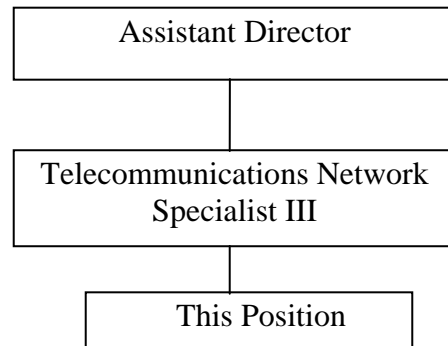 Assistant Director
Telecommunications Network
Specialist III
This Position